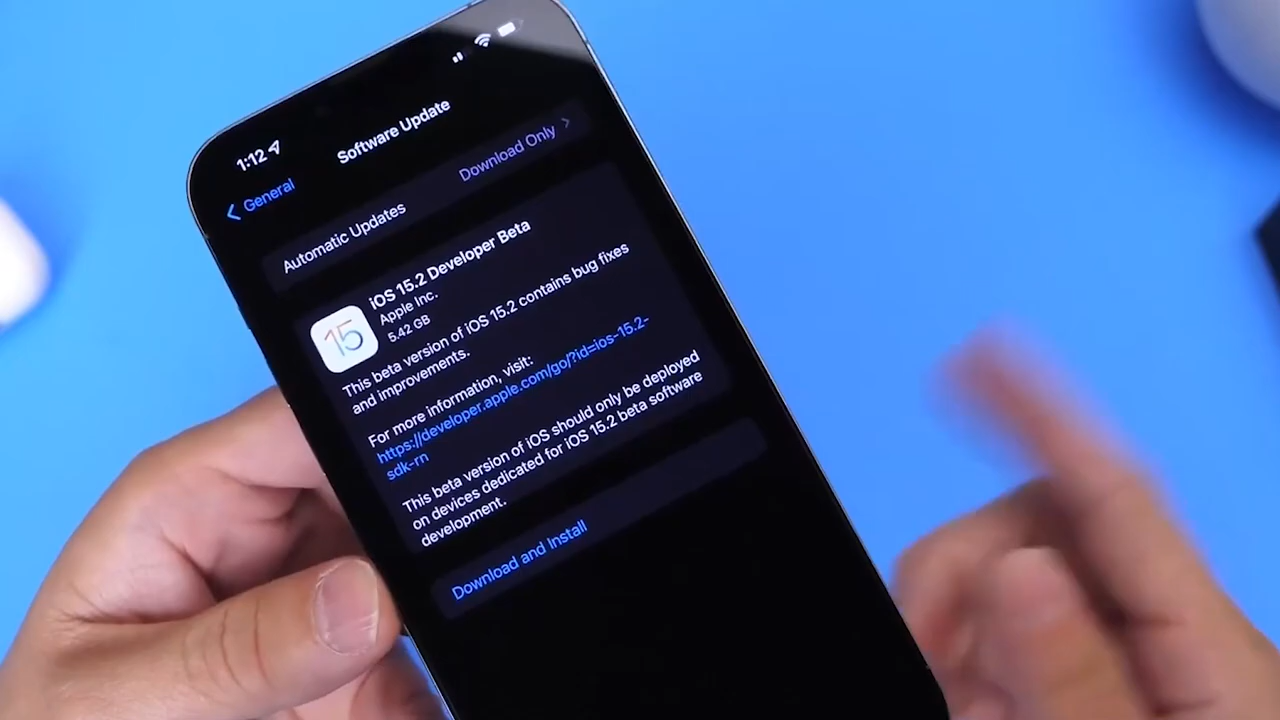 1:12
General
Software Update
Automatic Updates
Download Only
15
iOS 15.2 Developer Beta
Apple Inc.
5.42 GB
This beta version of iOS 15.2 contains bug fixes
and improvements.
For more information, visit:
https://developer.apple.com/go/?id=ios-15.2-
sdk-rn
This beta version of iOS should only be deployed
on devices dedicated for iOS 15.2 beta software
development.
Download and Install